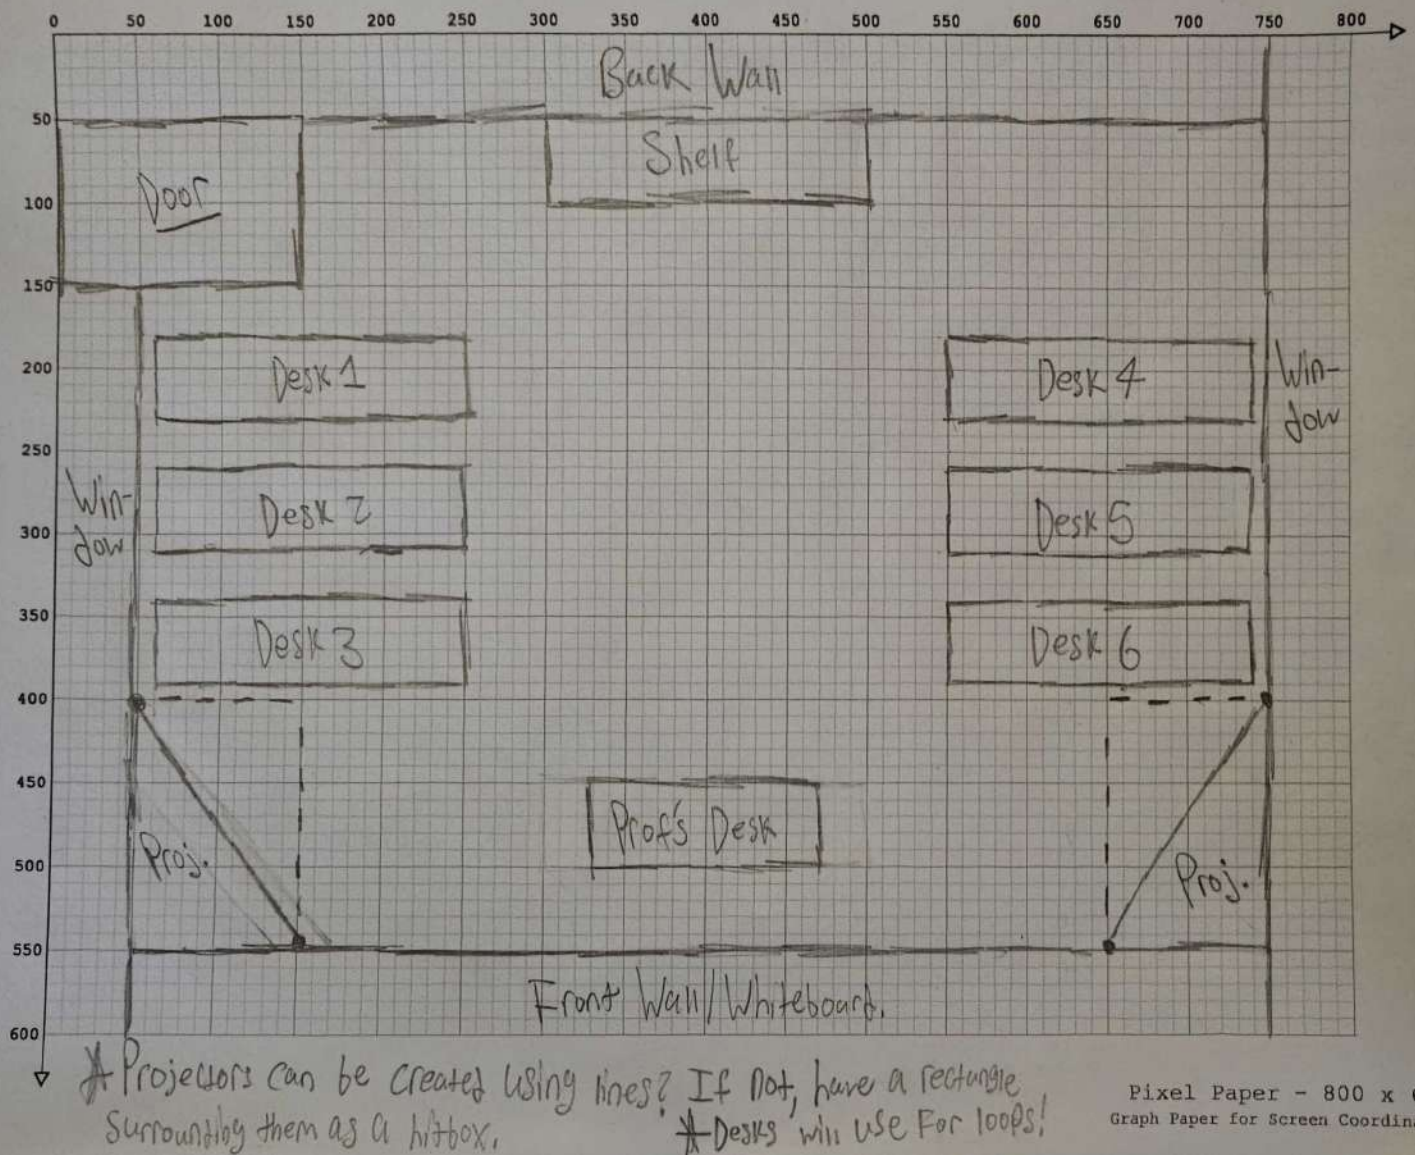 0 50 100 150 200 250 300 350 400 450 500 550 600 650 700 750 800
Back Wall
50
Shelf
Door
100
150
200
Desk 1
Desk 4
Win-
dow
250
Win-
dow
Desk 2
Desk 5
300
350
Desk 3
Desk 6
400
450
Prof's Desk
Proj.
Proj.
500
550
Front Wall/Whiteboard.
600
Projectors can be created using lines? If not, have a rectangle
surrounding them as a hitbox.
Desks will use For loops!
Pixel Paper - 800 x
Graph Paper for Screen